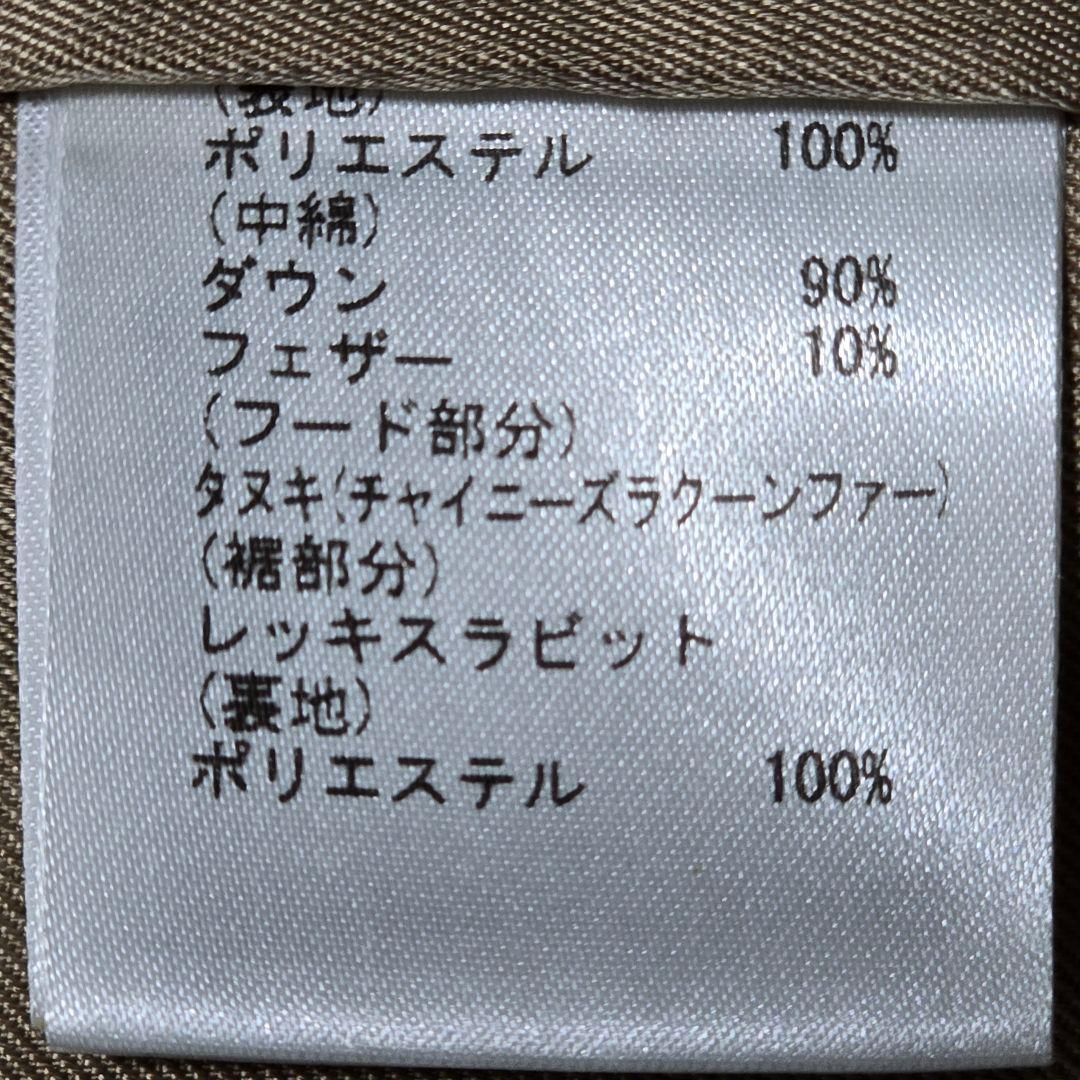 (表地)
ポリエステル 100%
(中綿)
ダウン 90%
フェザー 10%
(フード部分)
タヌキ(チャイニーズラクーンファー)
(裾部分)
レッキスラビット
(裏地)
ポリエステル 100%